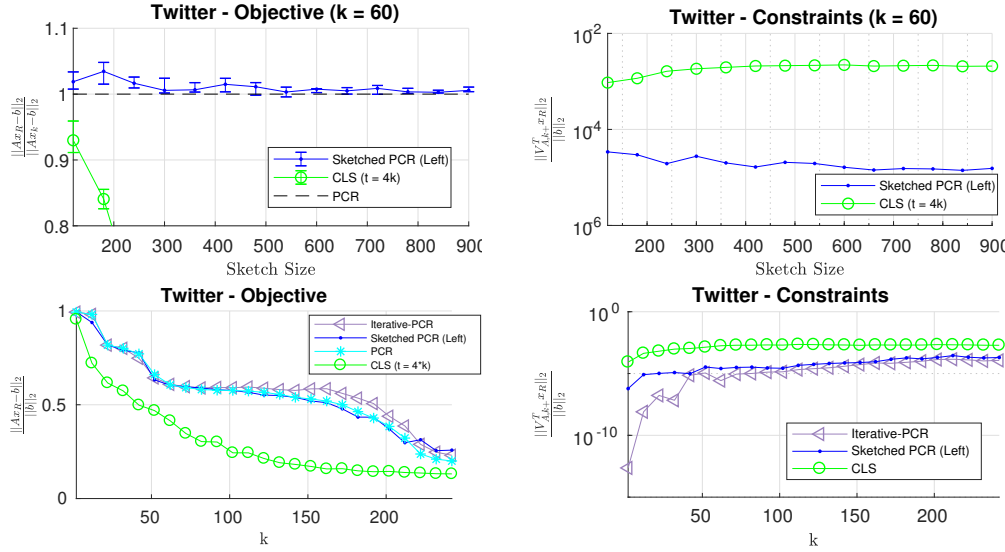 Twitter - Objective (k = 60)
1.1
1
0.9
0.8
||Ax_R−b||_2
||Ax_k−b||_2
Sketched PCR (Left)
CLS (t = 4k)
PCR
200 300 400 500 600 700 800 900
Sketch Size
Twitter - Constraints (k = 60)
10^-2
10^-4
10^-6
||V^T_{A,k+} x_R||_2
||b||_2
Sketched PCR (Left)
CLS (t = 4k)
200 300 400 500 600 700 800 900
Sketch Size
Twitter - Objective
1
0.5
0
||Ax_R−b||_2
||b||_2
Iterative-PCR
Sketched PCR (Left)
PCR
CLS (t = 4*k)
50 100 150 200
k
Twitter - Constraints
10^0
10^-10
||V^T_{A,k+} x_R||_2
||b||_2
Iterative-PCR
Sketched PCR (Left)
CLS
50 100 150 200
k